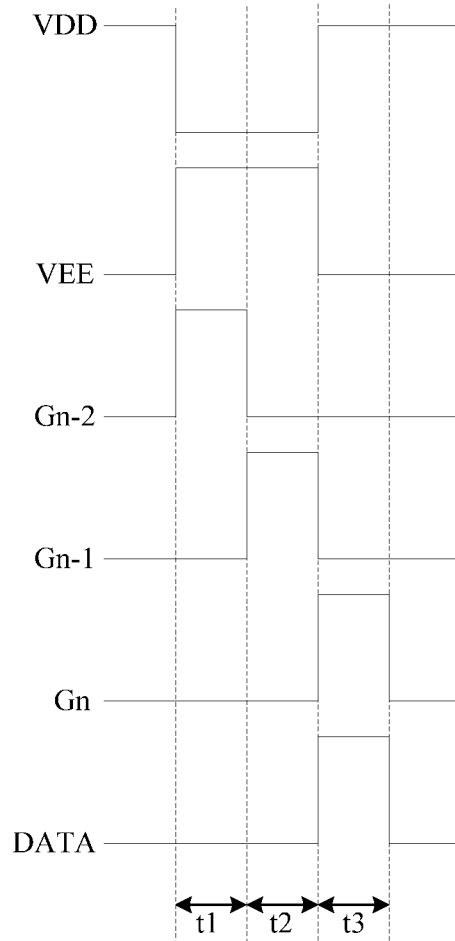 VDD
VEE
Gn-2
Gn-1
Gn
DATA
t1 t2 t3